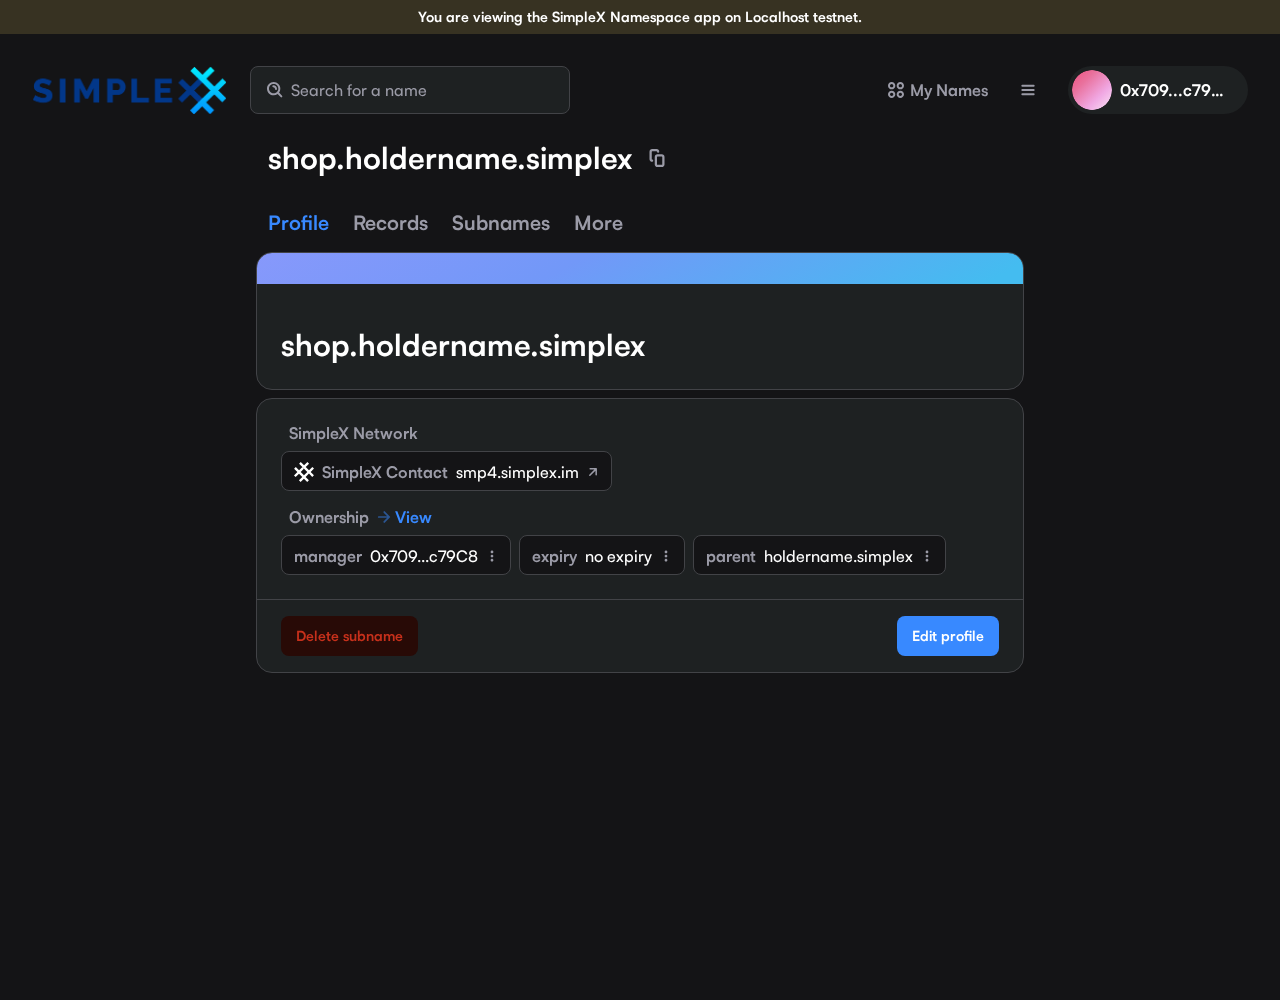 You are viewing the SimpleX Namespace app on Localhost testnet.
SIMPLEX
Search for a name
My Names
0x709...c79...
shop.holdername.simplex
Profile Records Subnames More
shop.holdername.simplex
SimpleX Network
SimpleX Contact smp4.simplex.im
Ownership → View
manager 0x709...c79C8 expiry no expiry parent holdername.simplex
Delete subname Edit profile